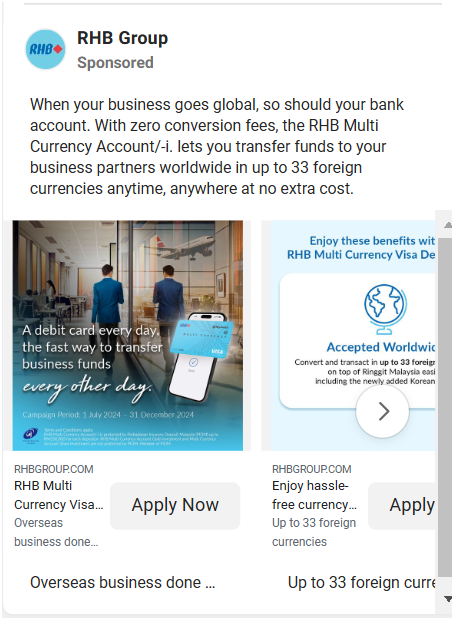 RHB Group
RHB
Sponsored
When your business goes global, so should your bank
account. With zero conversion fees, the RHB Multi
Currency Account/-i. lets you transfer funds to your
business partners worldwide in up to 33 foreign
currencies anytime, anywhere at no extra cost.
A debit card every day,
the fast way to transfer
business funds
every other day.
VISA
Campaign Period: 1 July 2024 - 31 December 2024
Enjoy these benefits wit
RHB Multi Currency Visa De
Accepted Worldwic
Convert and transact in up to 33 foreig
on top of Ringgit Malaysia easi
including the newly added Korean
RHBGROUP.COM
RHB Multi
Currency Visa...
Overseas
business done...
Apply Now
RHBGROUP.COM
Enjoy hassle-
free currency...
Up to 33 foreign
currencies
Apply
Overseas business done ...
Up to 33 foreign curre